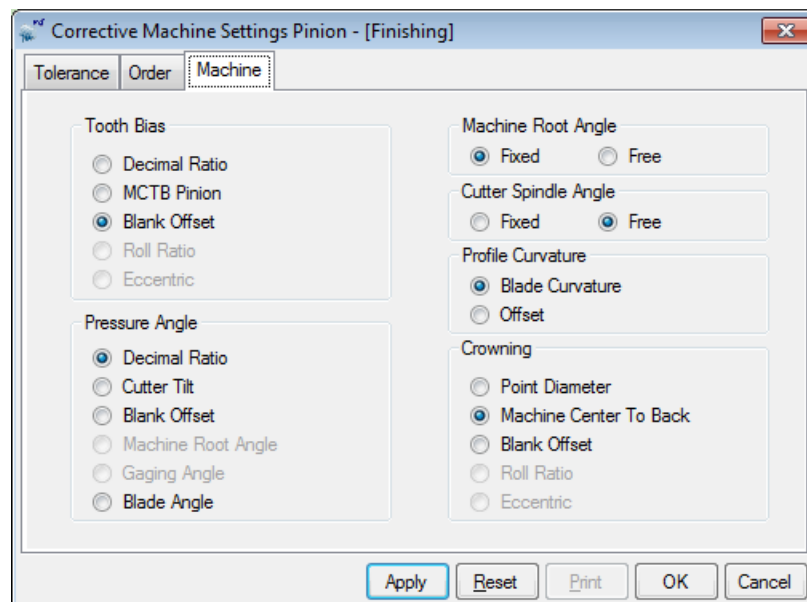 Corrective Machine Settings Pinion - [Finishing]
Tolerance Order Machine
Tooth Bias
Decimal Ratio
MCTB Pinion
Blank Offset
Roll Ratio
Eccentric
Pressure Angle
Decimal Ratio
Cutter Tilt
Blank Offset
Machine Root Angle
Gaging Angle
Blade Angle
Machine Root Angle
Fixed Free
Cutter Spindle Angle
Fixed Free
Profile Curvature
Blade Curvature
Offset
Crowning
Point Diameter
Machine Center To Back
Blank Offset
Roll Ratio
Eccentric
Apply Reset Print OK Cancel